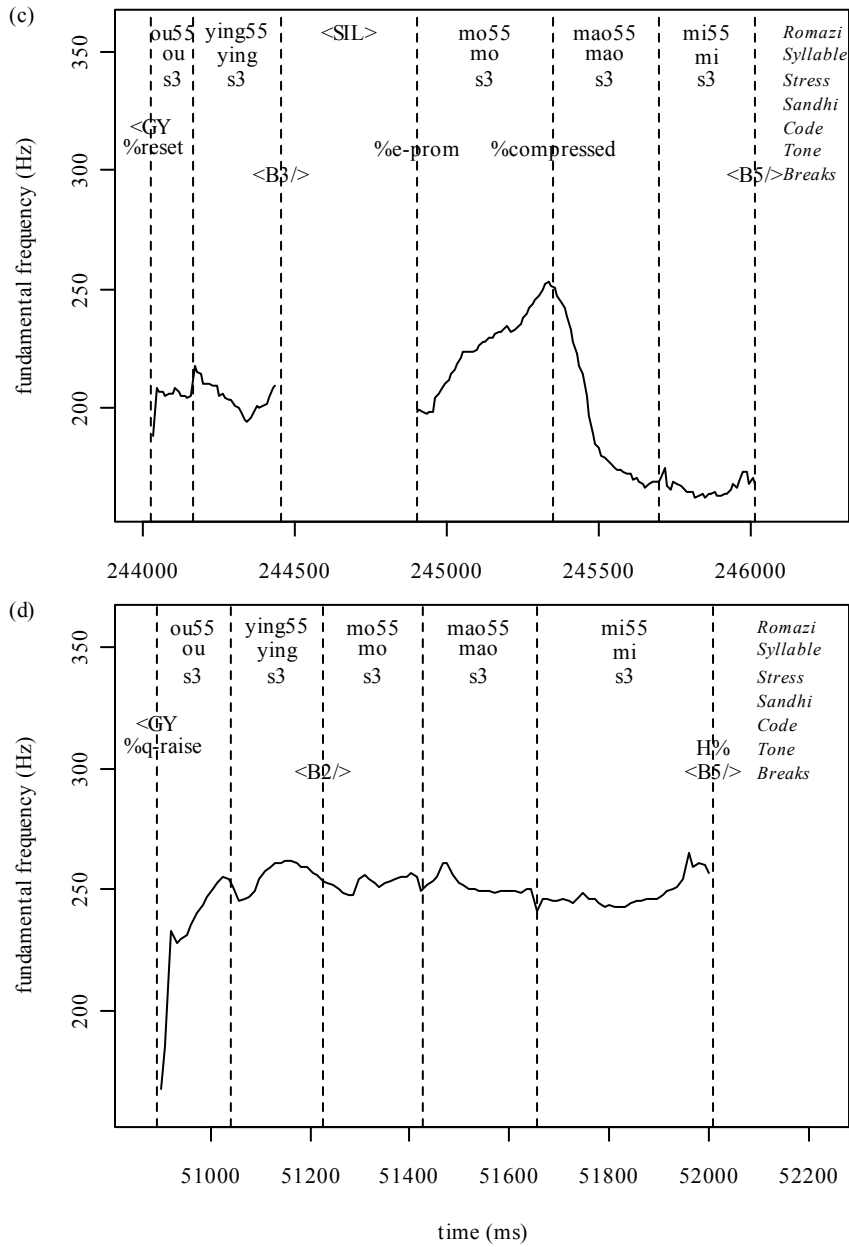 (c)
ou55 ying55 <SIL> mo55 mao55 mi55 Romazi
ou ying mo mao mi Syllable
s3 s3 s3 s3 s3 Stress
Sandhi
<GY Code
%reset %e-prom %compressed Tone
<B3/> <B5/> Breaks
fundamental frequency (Hz)
350
300
250
200
244000 244500 245000 245500 246000
(d)
ou55 ying55 mo55 mao55 mi55 Romazi
ou ying mo mao mi Syllable
s3 s3 s3 s3 s3 Stress
Sandhi
<GY Code
%q-raise H% Tone
<B2/> <B5/> Breaks
fundamental frequency (Hz)
350
300
250
200
51000 51200 51400 51600 51800 52000 52200
time (ms)